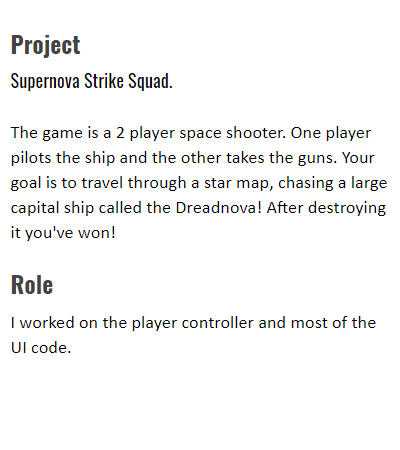 Project
Supernova Strike Squad.
The game is a 2 player space shooter. One player
pilots the ship and the other takes the guns. Your
goal is to travel through a star map, chasing a large
capital ship called the Dreadnova! After destroying
it you've won!
Role
I worked on the player controller and most of the
UI code.